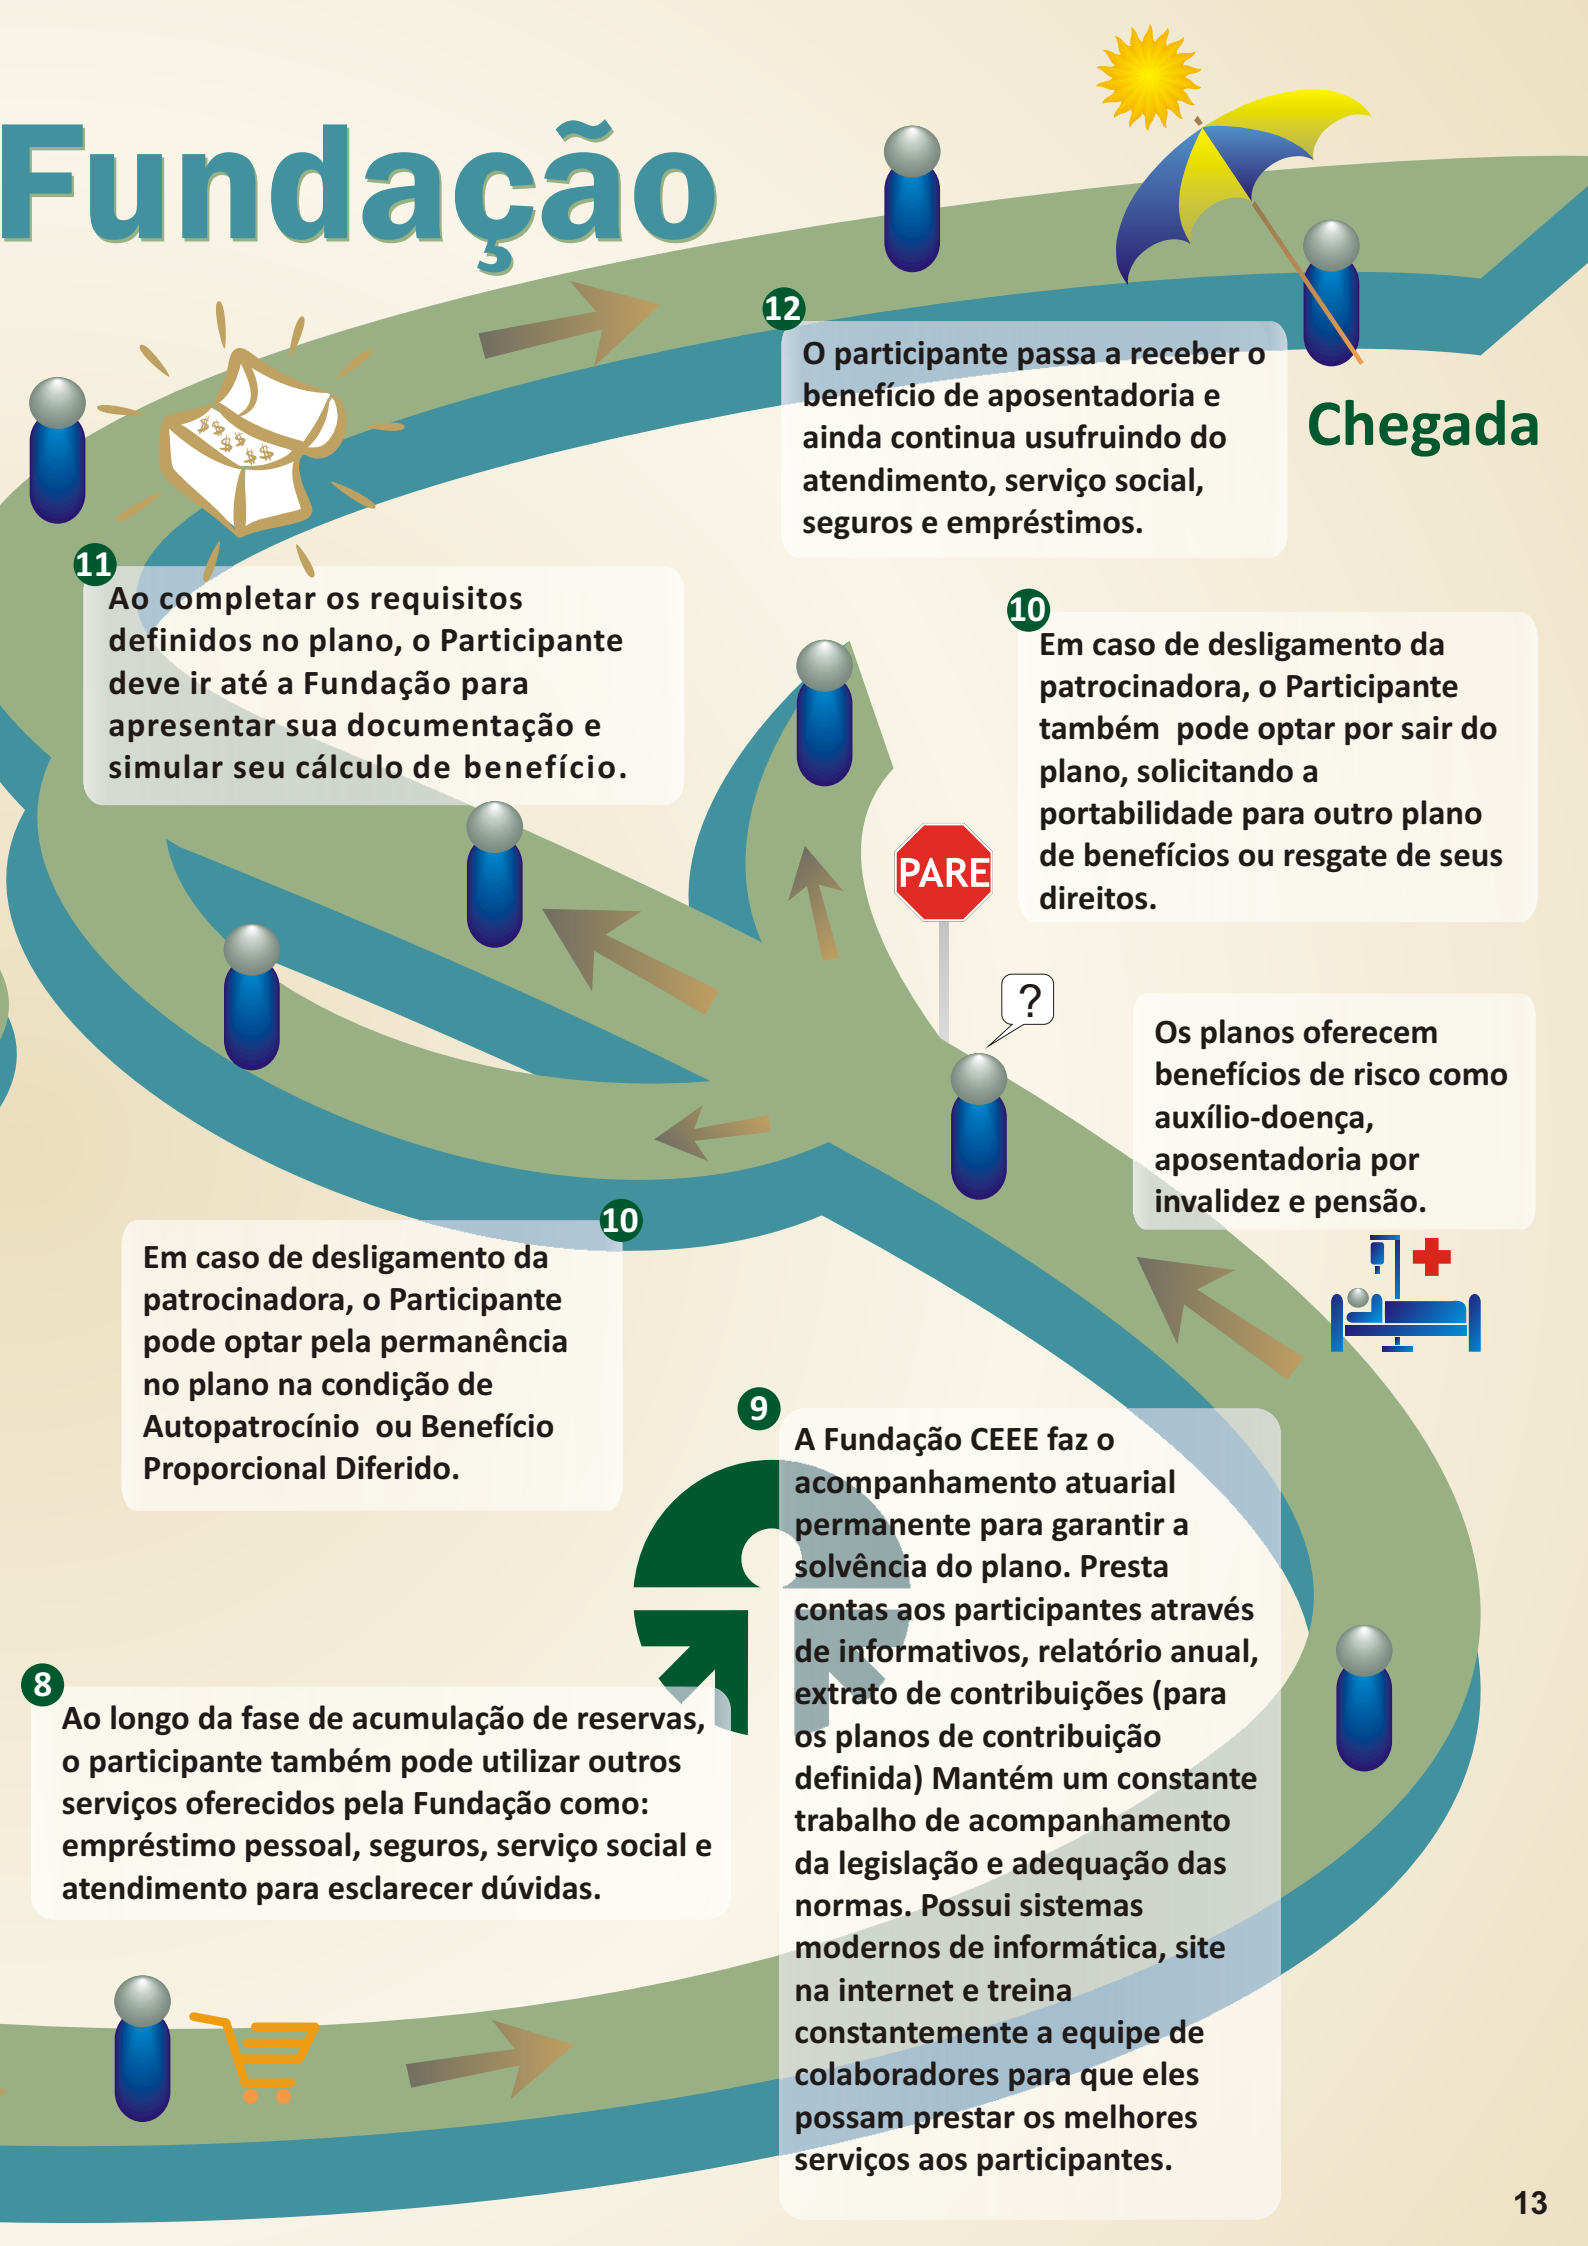 Fundação
12
O participante passa a receber o
benefício de aposentadoria e
ainda continua usufruindo do
atendimento, serviço social,
seguros e empréstimos.
Chegada
$$$$$$
11
Ao completar os requisitos
definidos no plano, o Participante
deve ir até a Fundação para
apresentar sua documentação e
simular seu cálculo de benefício.
10
Em caso de desligamento da
patrocinadora, o Participante
também pode optar por sair do
plano, solicitando a
portabilidade para outro plano
de benefícios ou resgate de seus
direitos.
PARE
?
Os planos oferecem
benefícios de risco como
auxílio-doença,
aposentadoria por
invalidez e pensão.
10
Em caso de desligamento da
patrocinadora, o Participante
pode optar pela permanência
no plano na condição de
Autopatrocínio ou Benefício
Proporcional Diferido.
9
A Fundação CEEE faz o
acompanhamento atuarial
permanente para garantir a
solvência do plano. Presta
contas aos participantes através
de informativos, relatório anual,
extrato de contribuições (para
os planos de contribuição
definida) Mantém um constante
trabalho de acompanhamento
da legislação e adequação das
normas. Possui sistemas
modernos de informática, site
na internet e treina
constantemente a equipe de
colaboradores para que eles
possam prestar os melhores
serviços aos participantes.
8
Ao longo da fase de acumulação de reservas,
o participante também pode utilizar outros
serviços oferecidos pela Fundação como:
empréstimo pessoal, seguros, serviço social e
atendimento para esclarecer dúvidas.
13